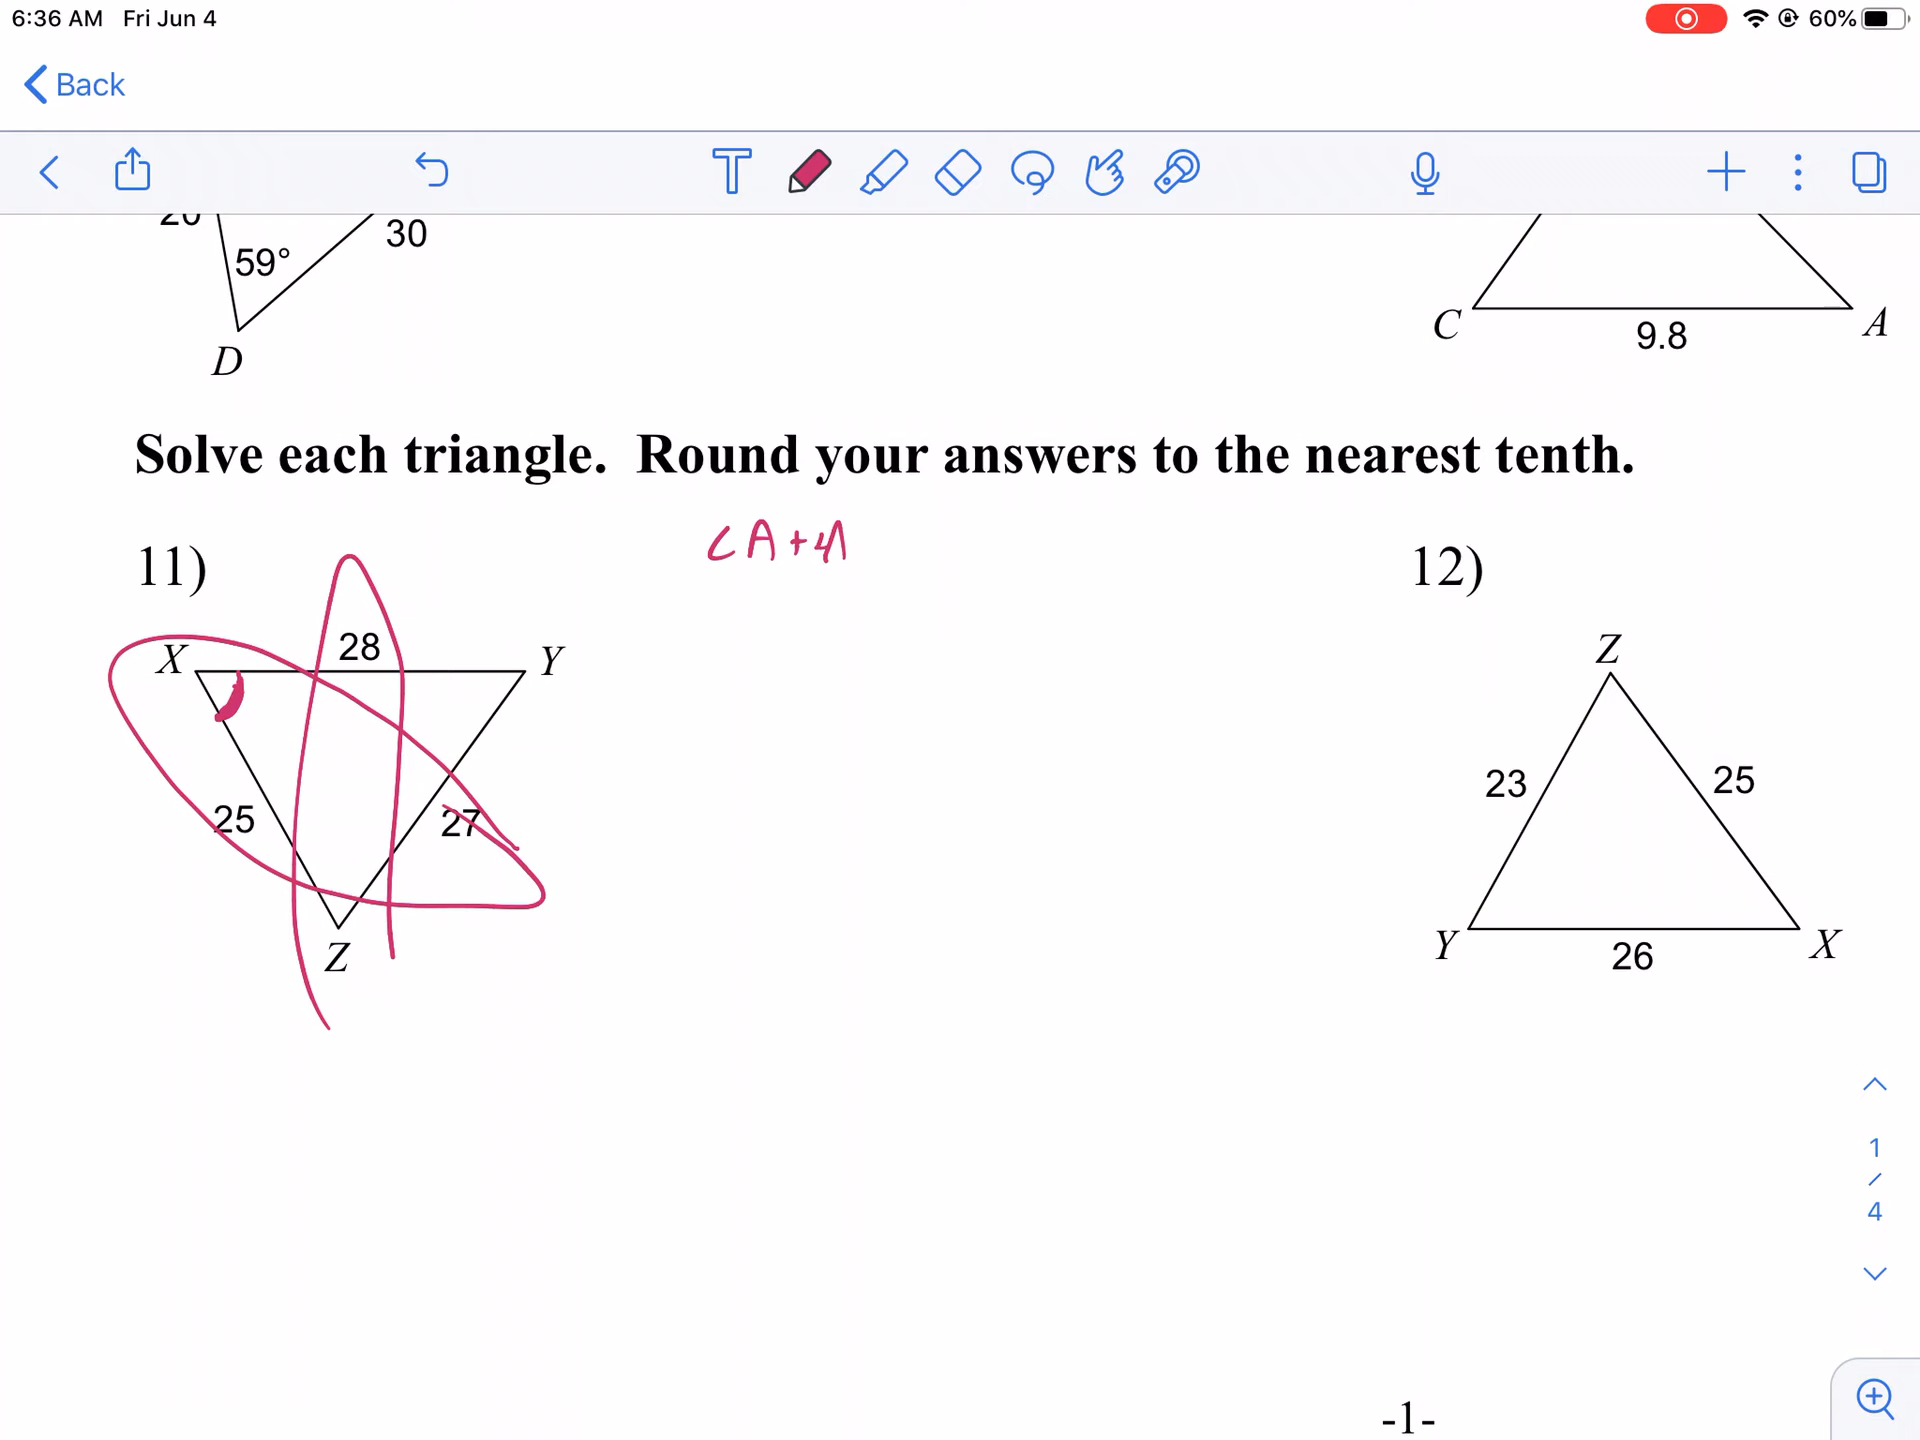 6:36 AM Fri Jun 4 60%
Back
20
59°
30
D
C
9.8
A
Solve each triangle. Round your answers to the nearest tenth.
11)
12)
X
28
Y
25
27
Z
Z
23
25
Y
26
X
1
/
4
-1-